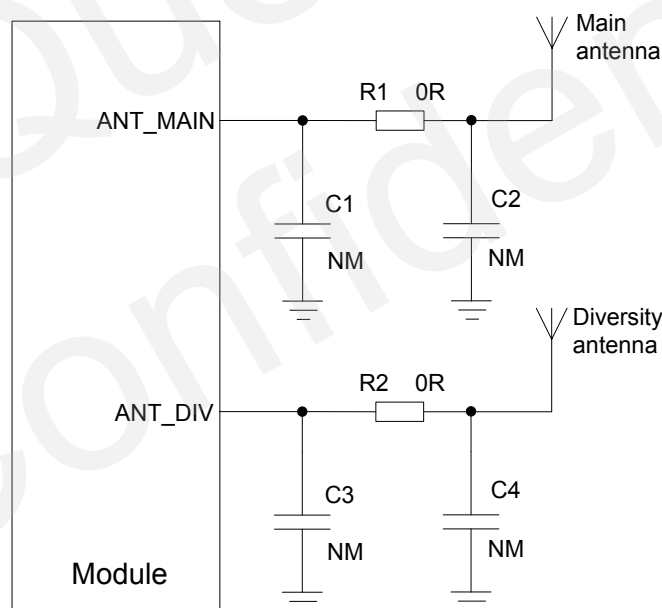 Main
antenna
R1 0R
ANT_MAIN
C1
C2
NM
NM
Diversity
antenna
R2 0R
ANT_DIV
C3
C4
NM
NM
Module